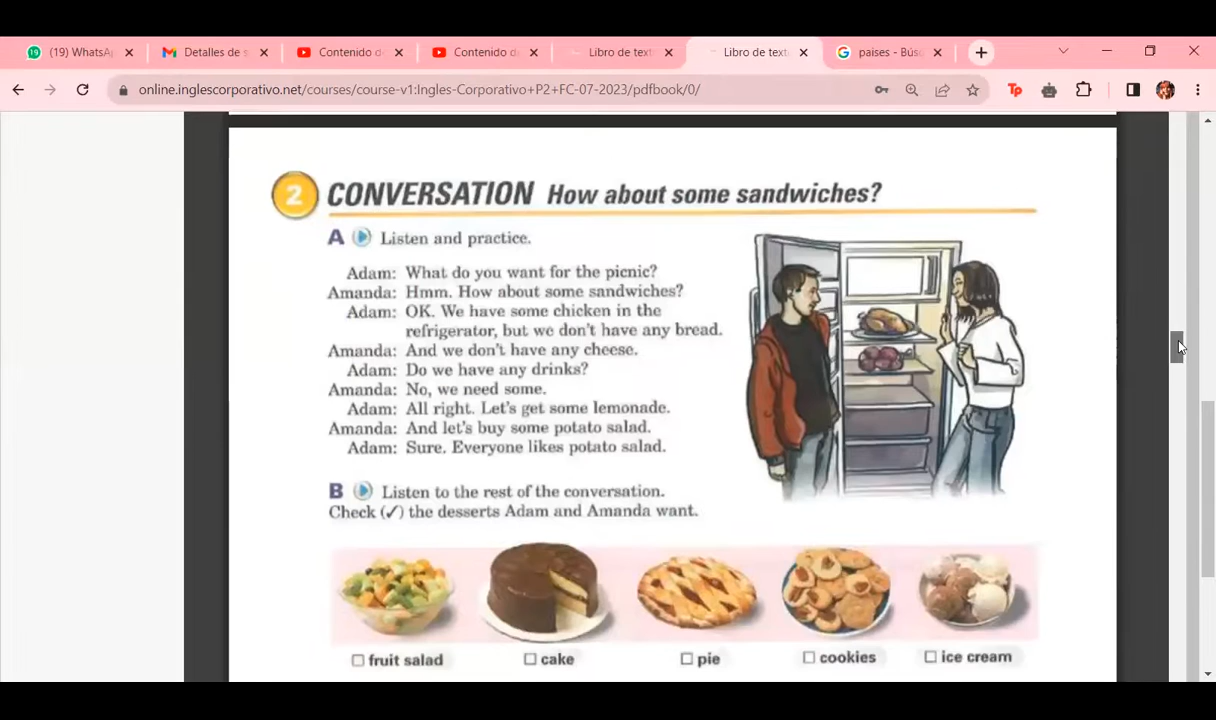 (19) WhatsA
Detalles de s
Contenido d
Contenido d
Libro de text
Libro de text
paises - Bús
online.inglescorporativo.net/courses/course-v1:Ingles-Corporativo+P2+FC-07-2023/pdfbook/0/
Tp
2 CONVERSATION How about some sandwiches?
A Listen and practice.
Adam: What do you want for the picnic?
Amanda: Hmm. How about some sandwiches?
Adam: OK. We have some chicken in the
refrigerator, but we don't have any bread.
Amanda: And we don't have any cheese.
Adam: Do we have any drinks?
Amanda: No, we need some.
Adam: All right. Let's get some lemonade.
Amanda: And let's buy some potato salad.
Adam: Sure. Everyone likes potato salad.
B Listen to the rest of the conversation.
Check (✓) the desserts Adam and Amanda want.
fruit salad
cake
pie
cookies
ice cream